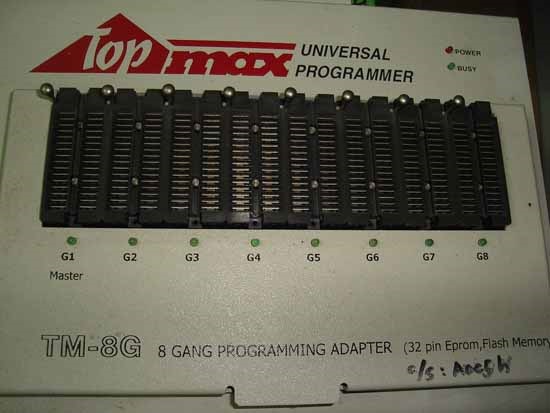 Top max UNIVERSAL
PROGRAMMER
POWER
BUSY
G1 G2 G3 G4 G5 G6 G7 G8
Master
TM-8G 8 GANG PROGRAMMING ADAPTER (32 pin Eprom,Flash Memory